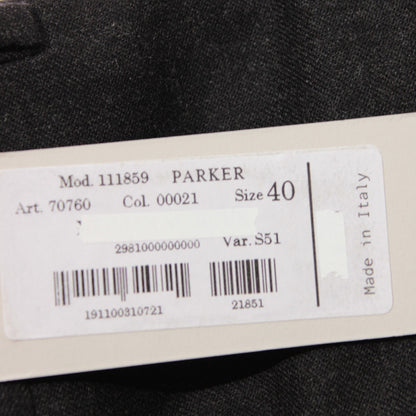 Mod. 111859 PARKER
Art. 70760 Col. 00021 Size 40
2981000000000 Var. S51
191100310721 21851
Made in Italy